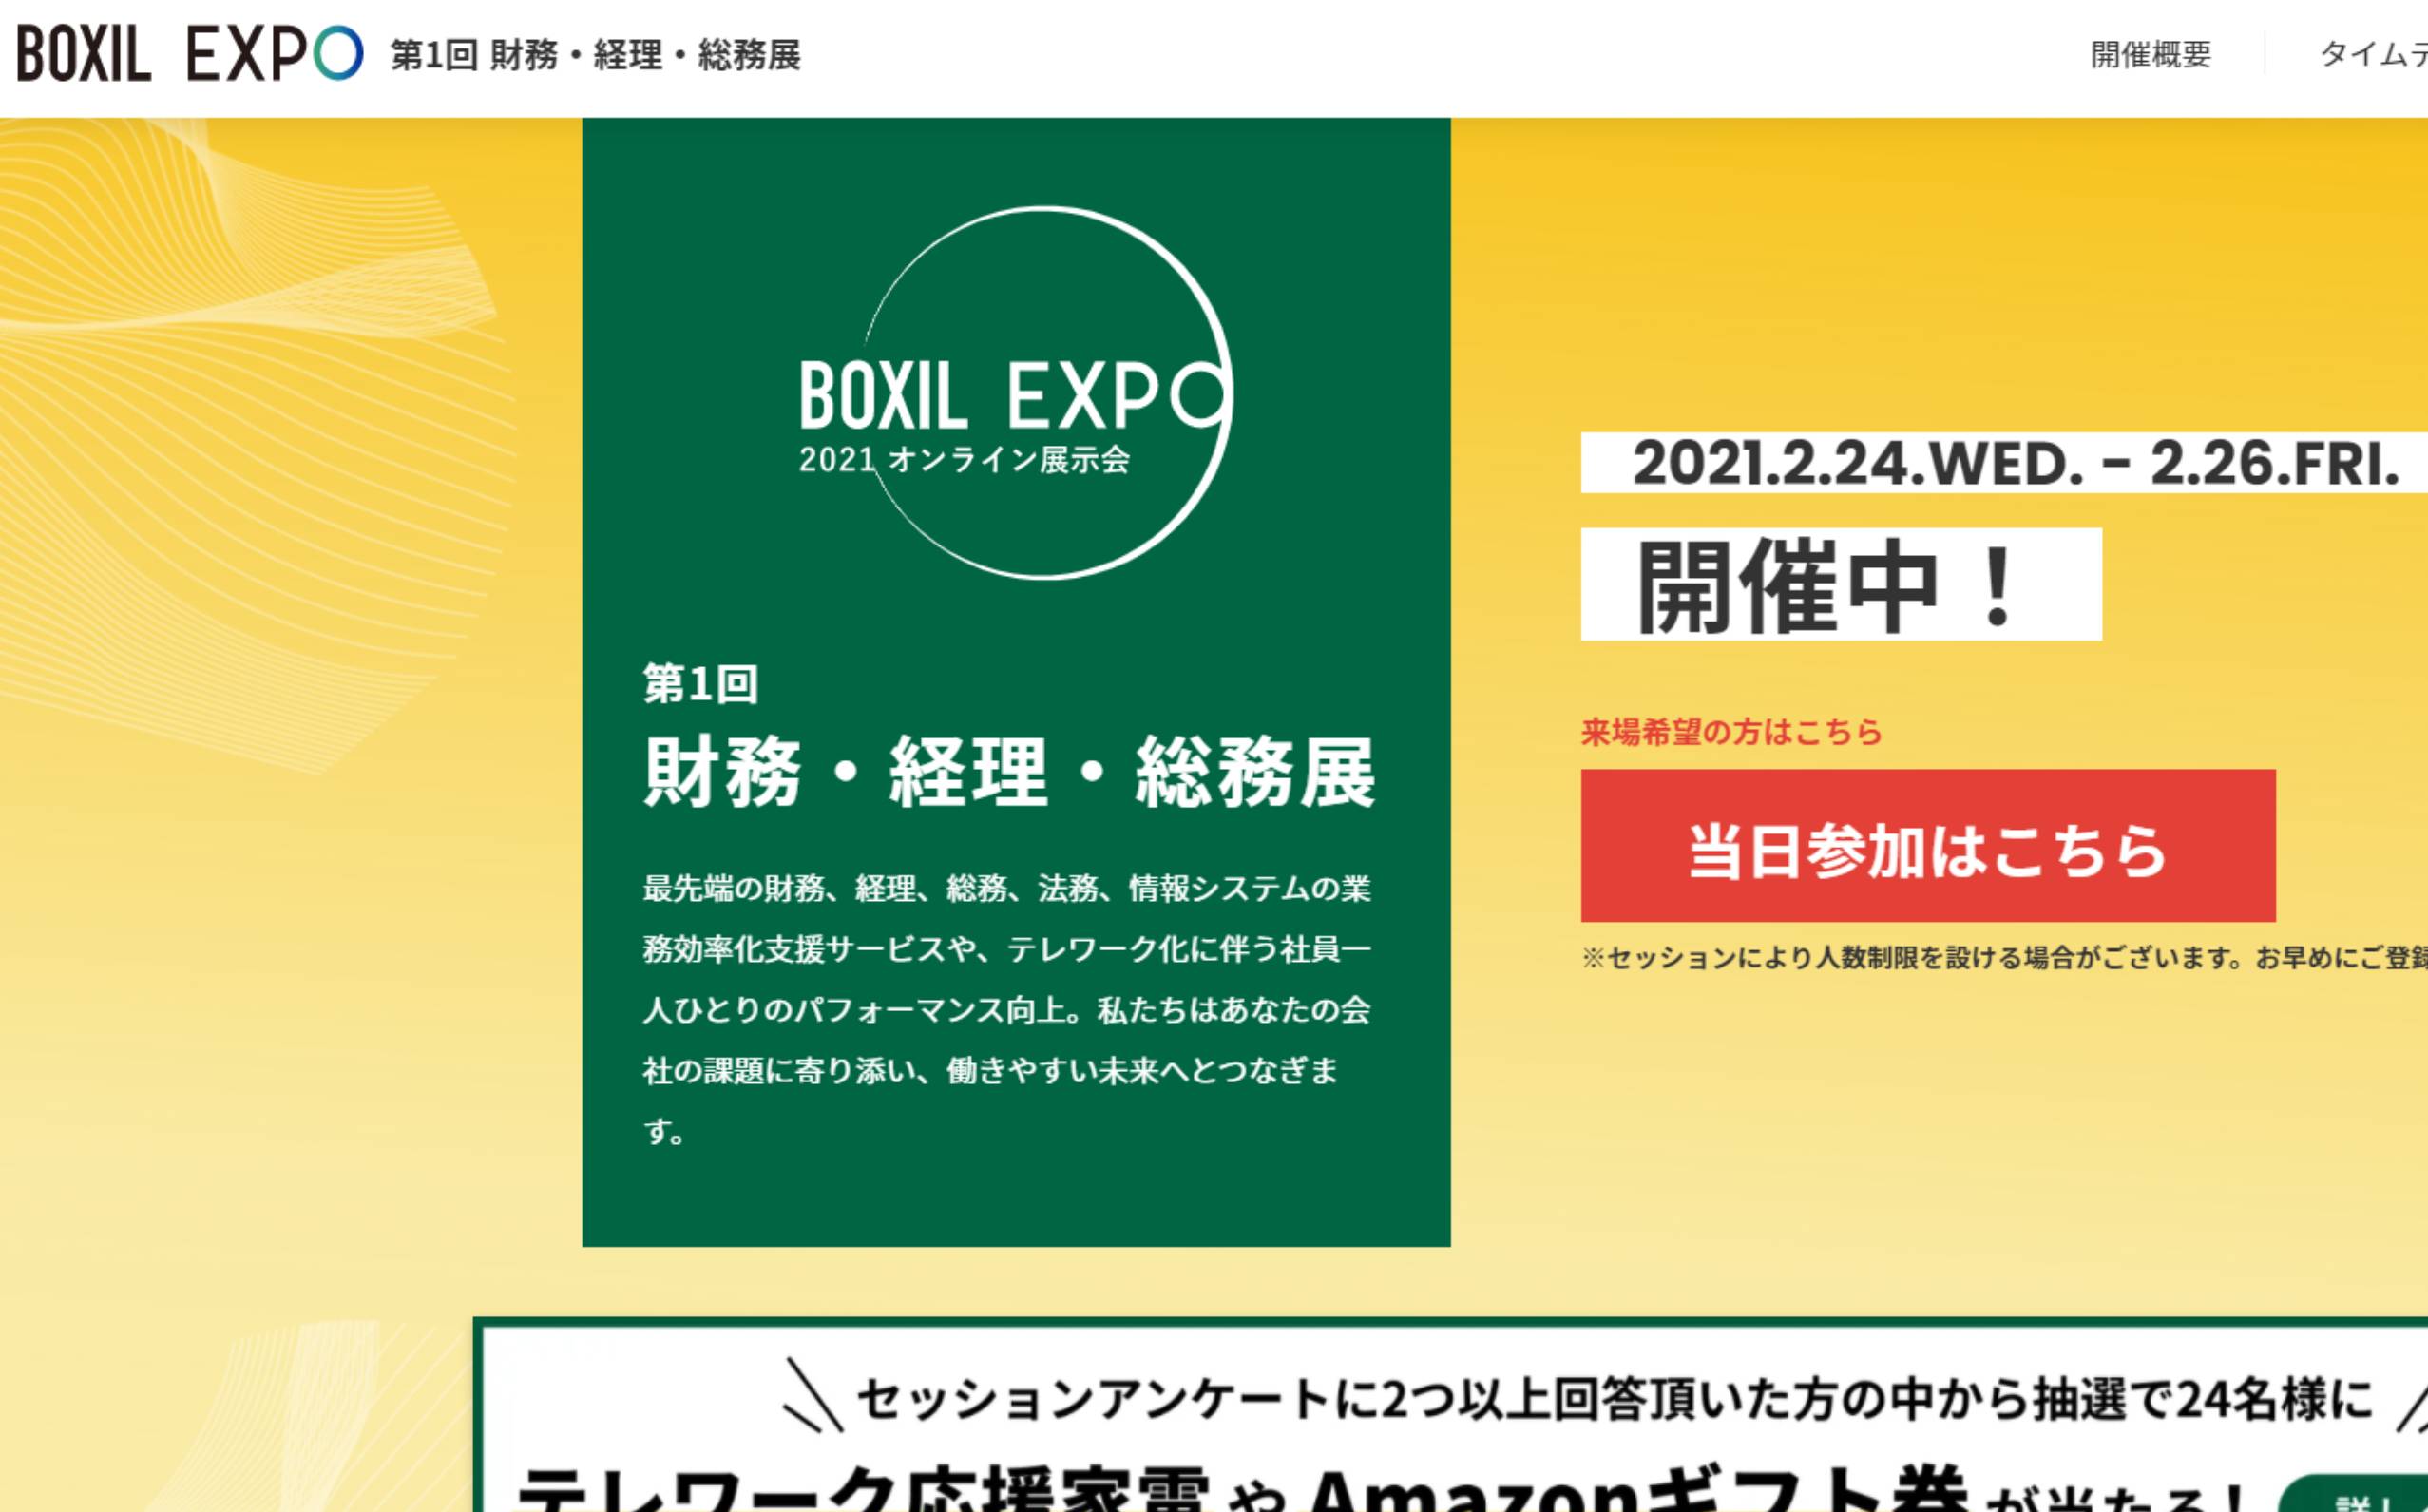 BOXIL EXPO 第1回 財務・経理・総務展
開催概要
タイムテ
BOXIL EXPO
2021 オンライン展示会
第1回
財務・経理・総務展
最先端の財務、経理、総務、法務、情報システムの業
務効率化支援サービスや、テレワーク化に伴う社員一
人ひとりのパフォーマンス向上。私たちはあなたの会
社の課題に寄り添い、働きやすい未来へとつなぎま
す。
2021.2.24.WED. - 2.26.FRI.
開催中！
来場希望の方はこちら
当日参加はこちら
※セッションにより人数制限を設ける場合がございます。お早めにご登録
セッションアンケートに2つ以上回答頂いた方の中から抽選で24名様に
テレワーク応援家電 や Amazonギフト券 が当たる！